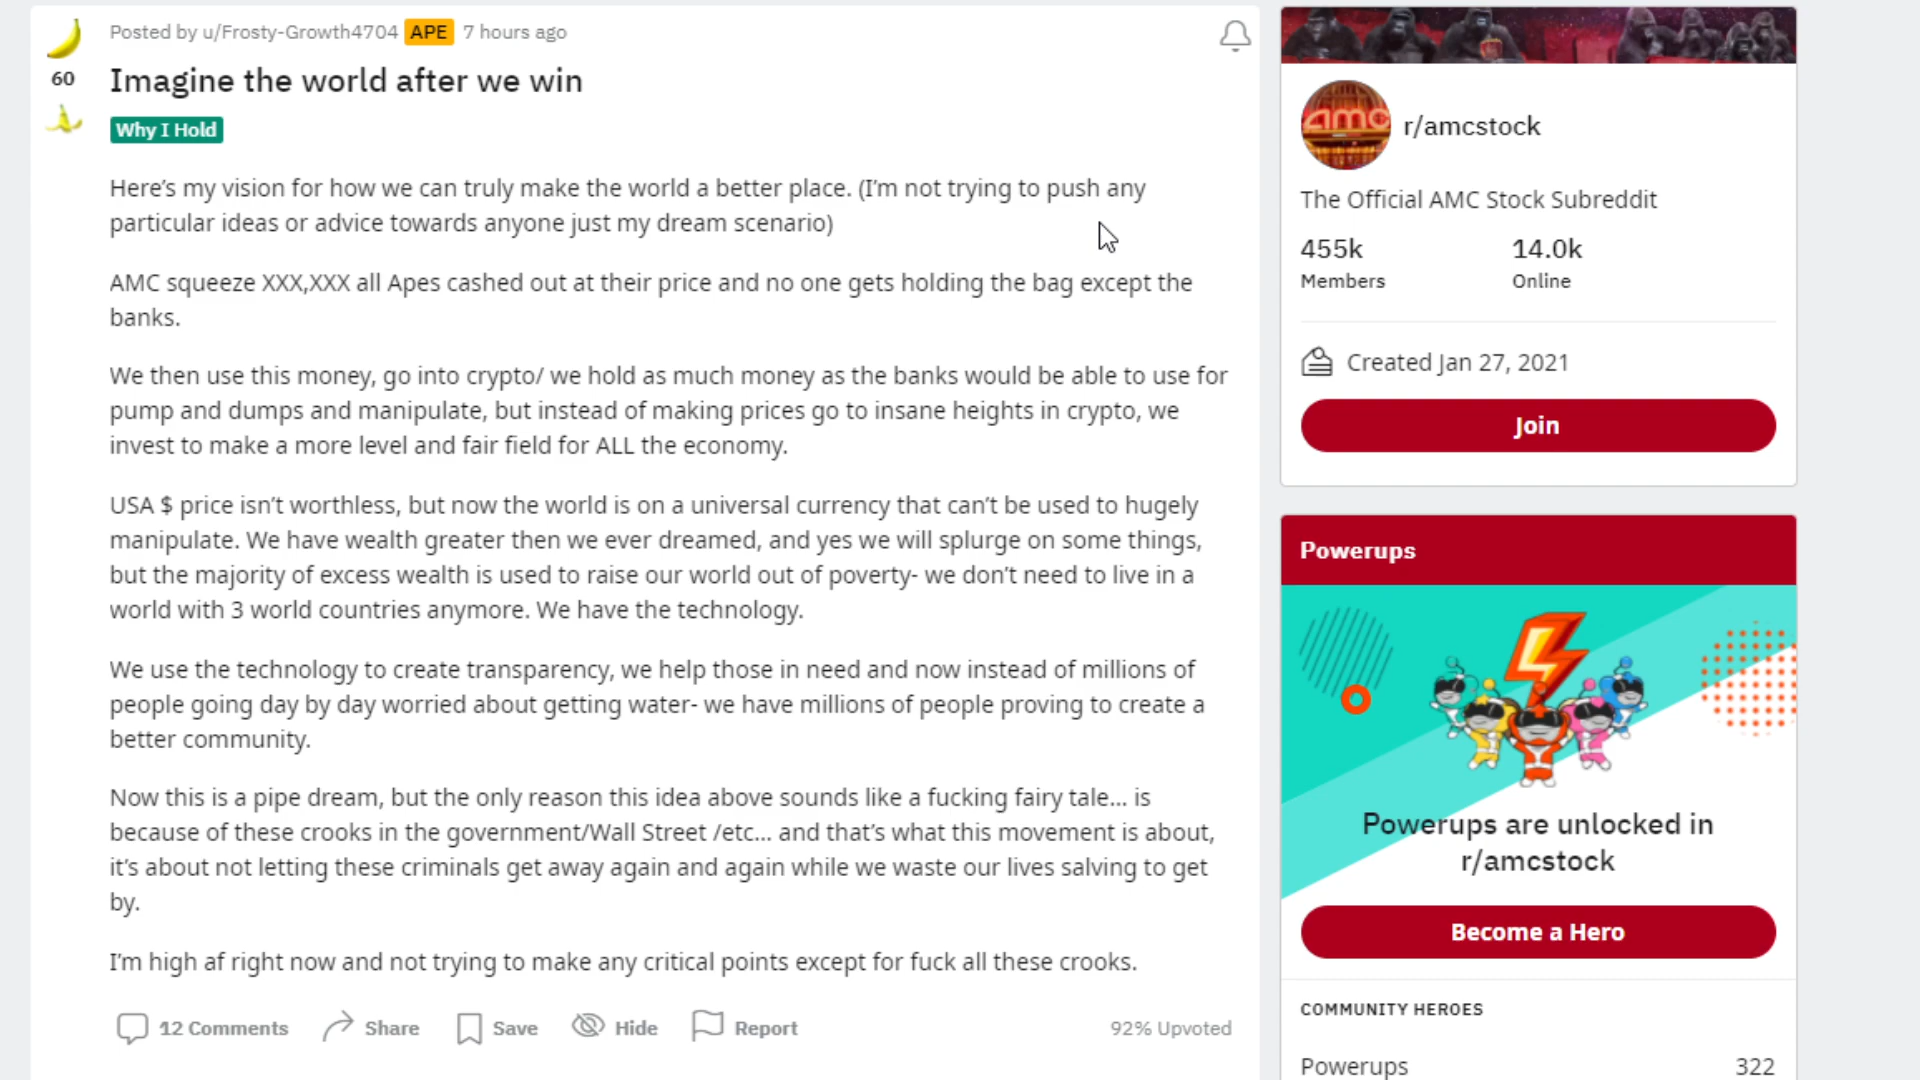 Posted by u/Frosty-Growth4704 APE 7 hours ago
60
Imagine the world after we win
Why I Hold
Here's my vision for how we can truly make the world a better place. (I'm not trying to push any
particular ideas or advice towards anyone just my dream scenario)
AMC squeeze XXX,XXX all Apes cashed out at their price and no one gets holding the bag except the
banks.
We then use this money, go into crypto/ we hold as much money as the banks would be able to use for
pump and dumps and manipulate, but instead of making prices go to insane heights in crypto, we
invest to make a more level and fair field for ALL the economy.
USA $ price isn't worthless, but now the world is on a universal currency that can't be used to hugely
manipulate. We have wealth greater then we ever dreamed, and yes we will splurge on some things,
but the majority of excess wealth is used to raise our world out of poverty- we don't need to live in a
world with 3 world countries anymore. We have the technology.
We use the technology to create transparency, we help those in need and now instead of millions of
people going day by day worried about getting water- we have millions of people proving to create a
better community.
Now this is a pipe dream, but the only reason this idea above sounds like a fucking fairy tale... is
because of these crooks in the government/Wall Street /etc... and that's what this movement is about,
it's about not letting these criminals get away again and again while we waste our lives salving to get
by.
I'm high af right now and not trying to make any critical points except for fuck all these crooks.
12 Comments Share Save Hide Report 92% Upvoted
amc
r/amcstock
The Official AMC Stock Subreddit
455k 14.0k
Members Online
Created Jan 27, 2021
Join
Powerups
Powerups are unlocked in
r/amcstock
Become a Hero
COMMUNITY HEROES
Powerups 322